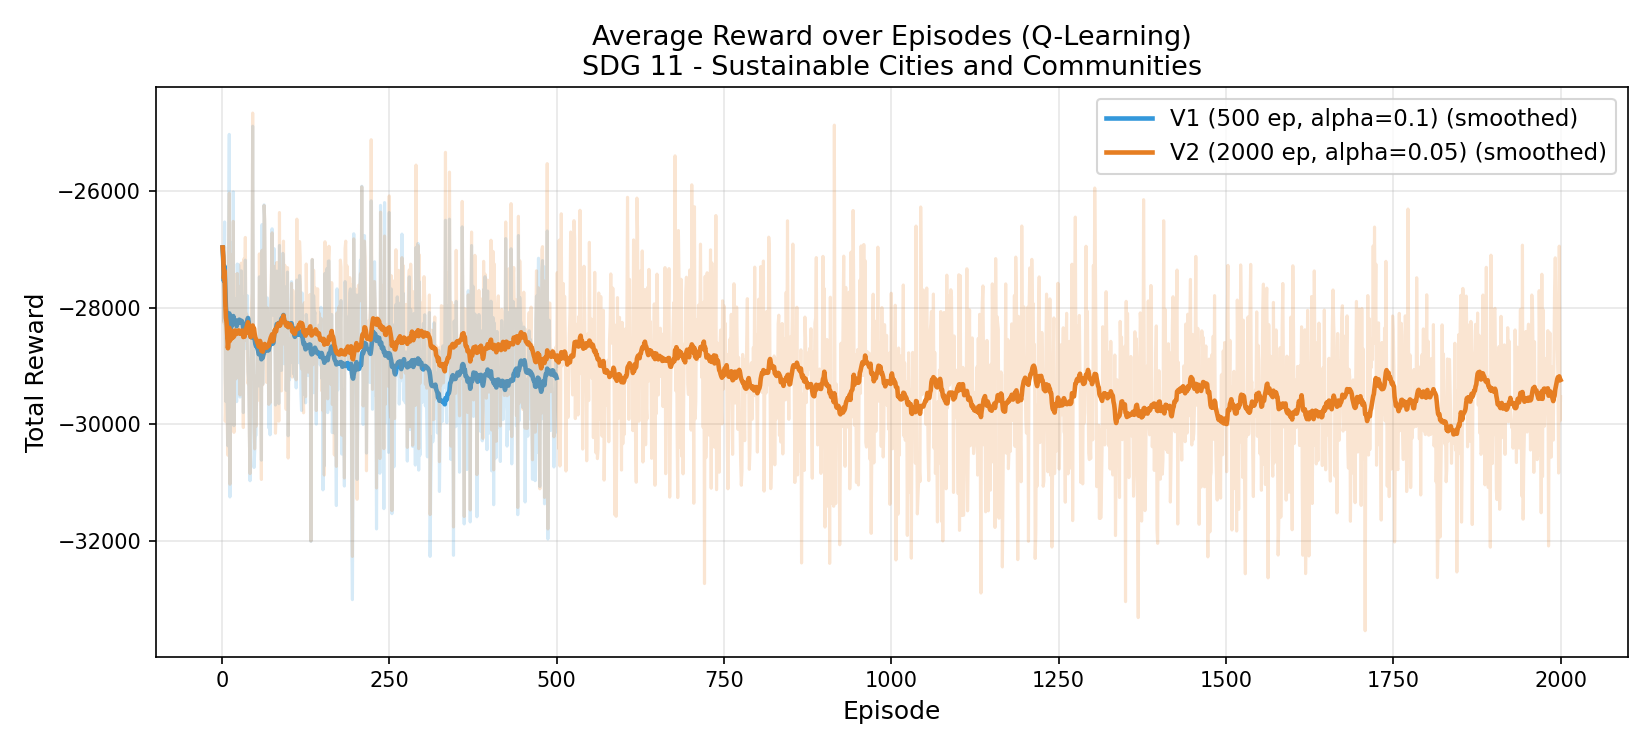 Average Reward over Episodes (Q-Learning)
SDG 11 - Sustainable Cities and Communities
V1 (500 ep, alpha=0.1) (smoothed)
V2 (2000 ep, alpha=0.05) (smoothed)
Total Reward
−26000
−28000
−30000
−32000
0 250 500 750 1000 1250 1500 1750 2000
Episode